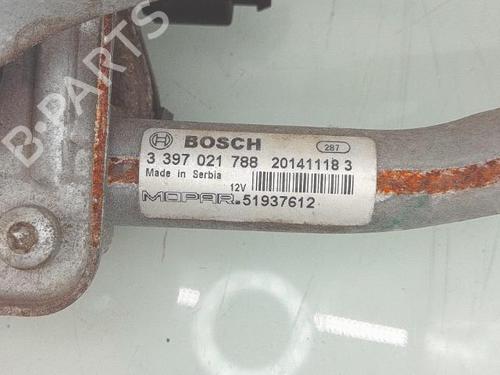 B-PARTS
BOSCH 287
3 397 021 788 20141118 3
Made in Serbia
12V
MOPAR. 51937612